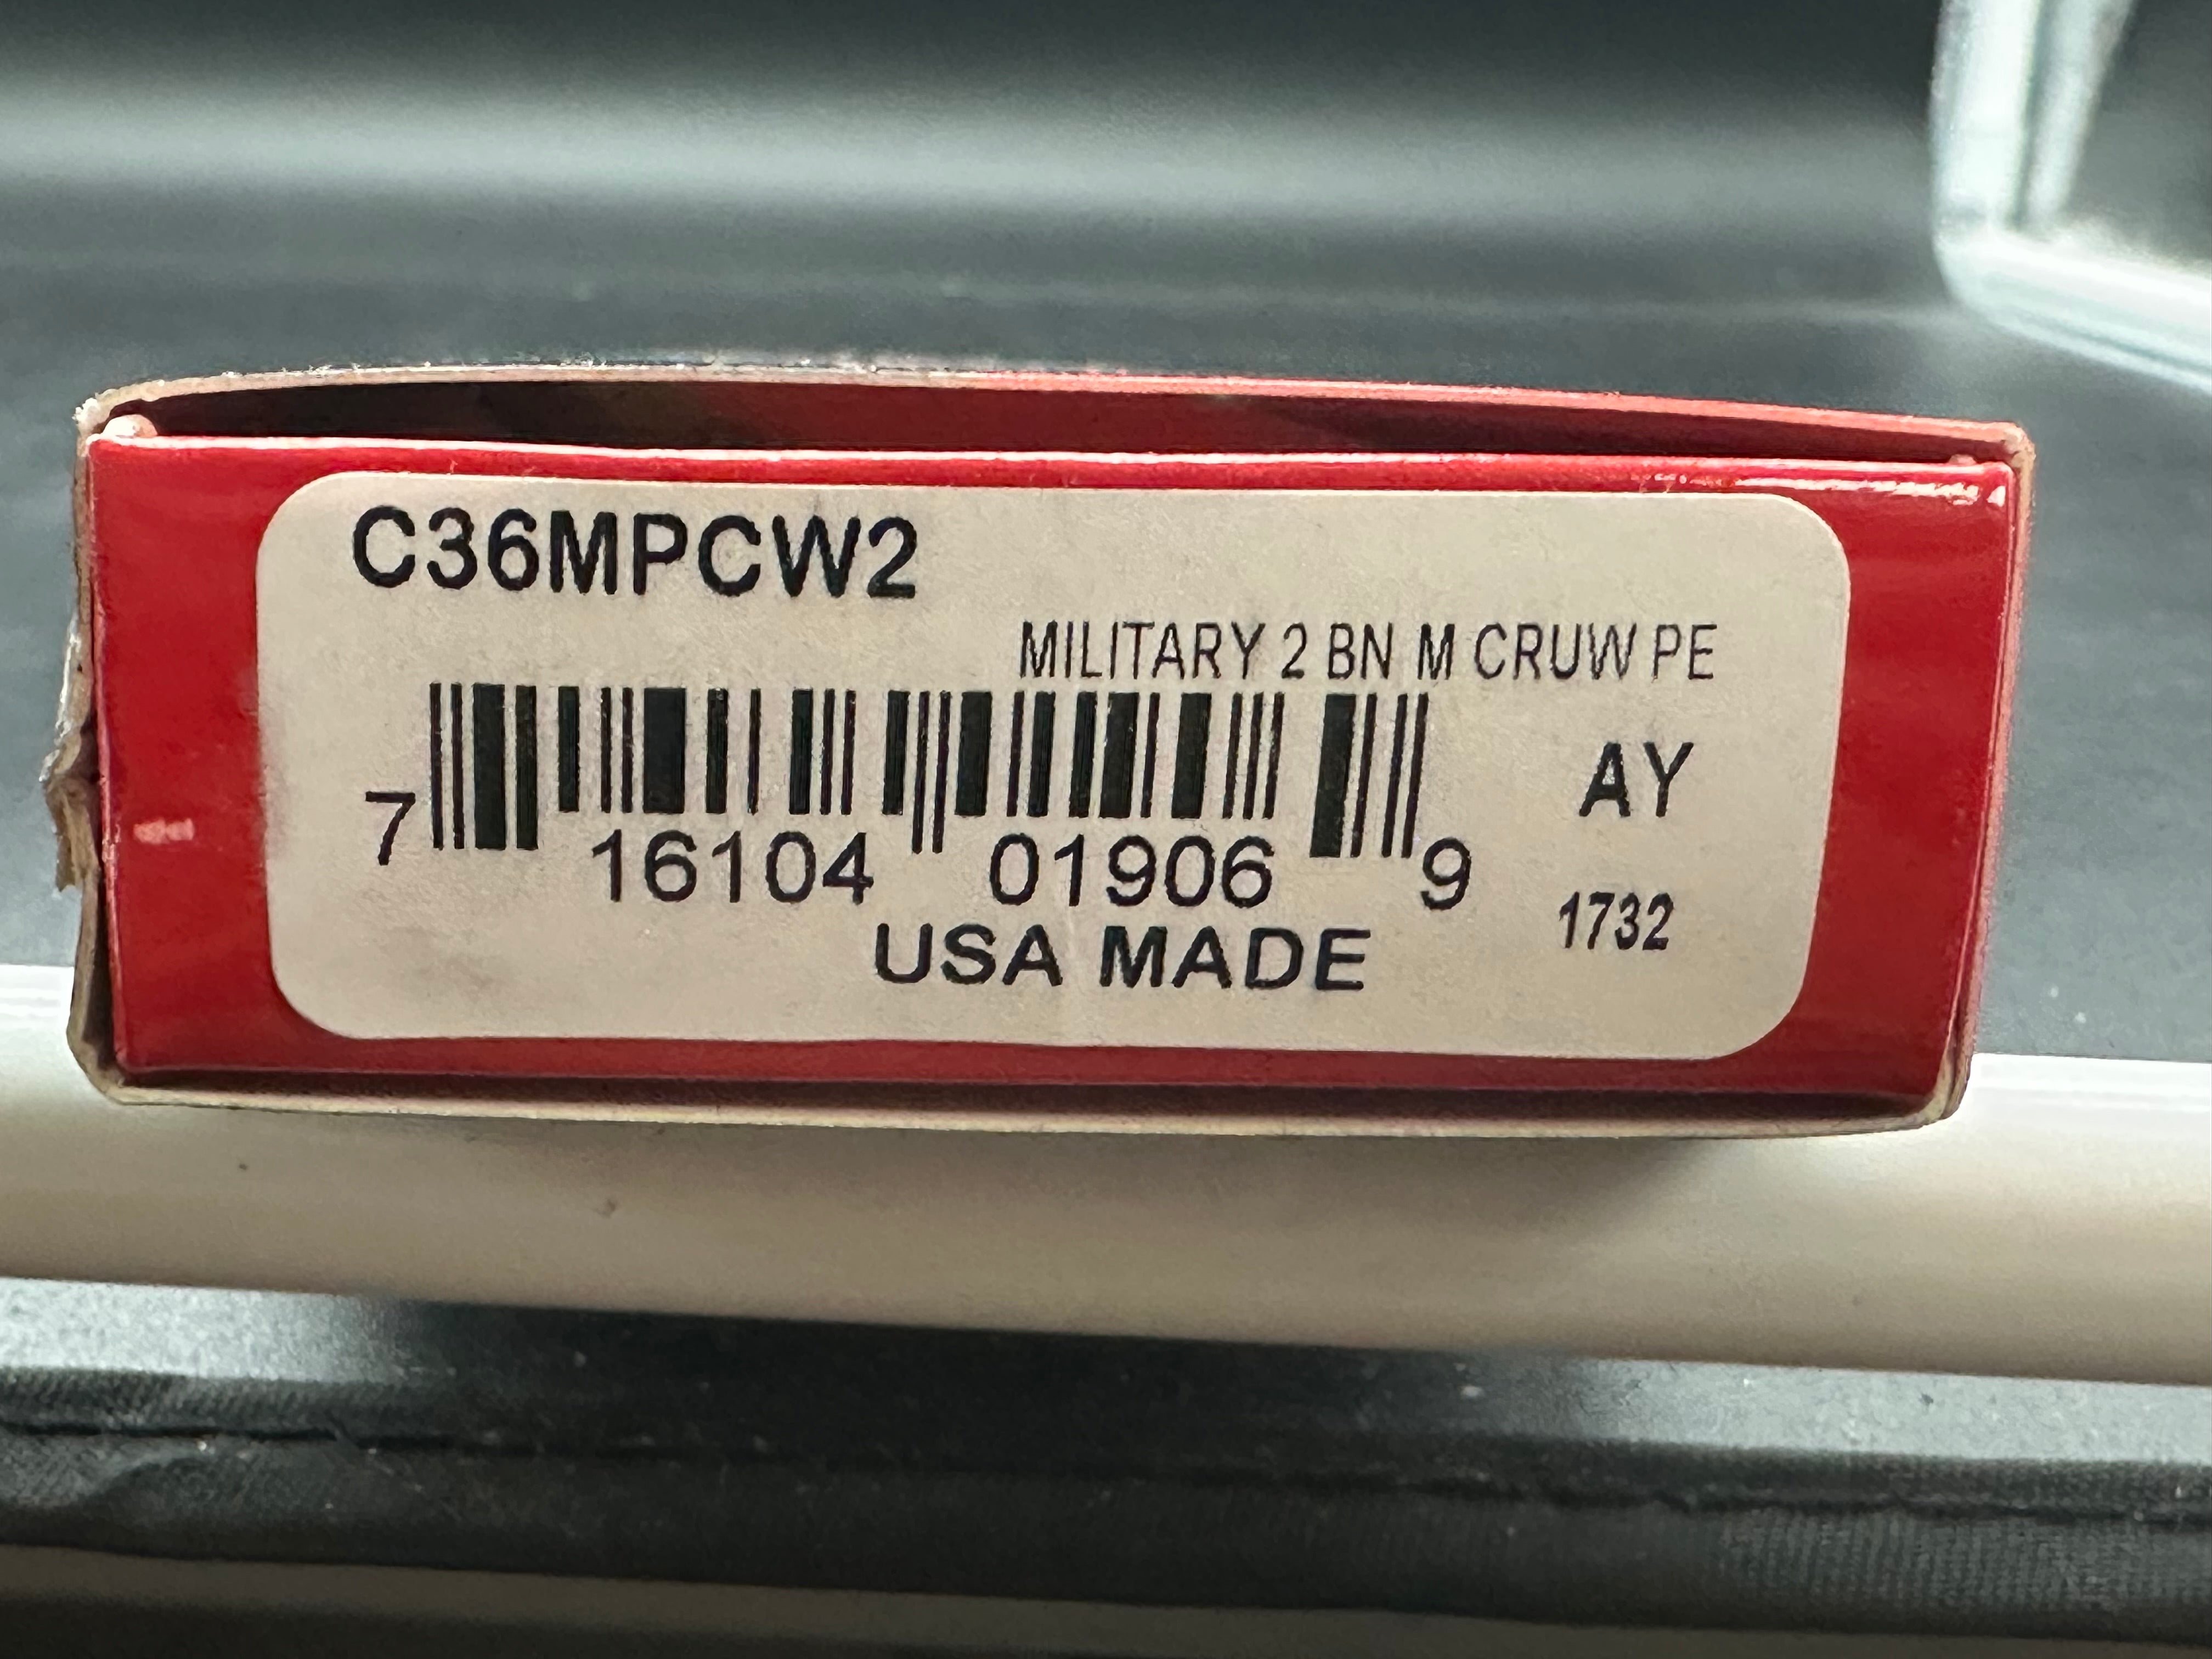 C36MPCW2
MILITARY 2 BN M CRUW PE
AY
7 16104 01906 9
1732
USA MADE